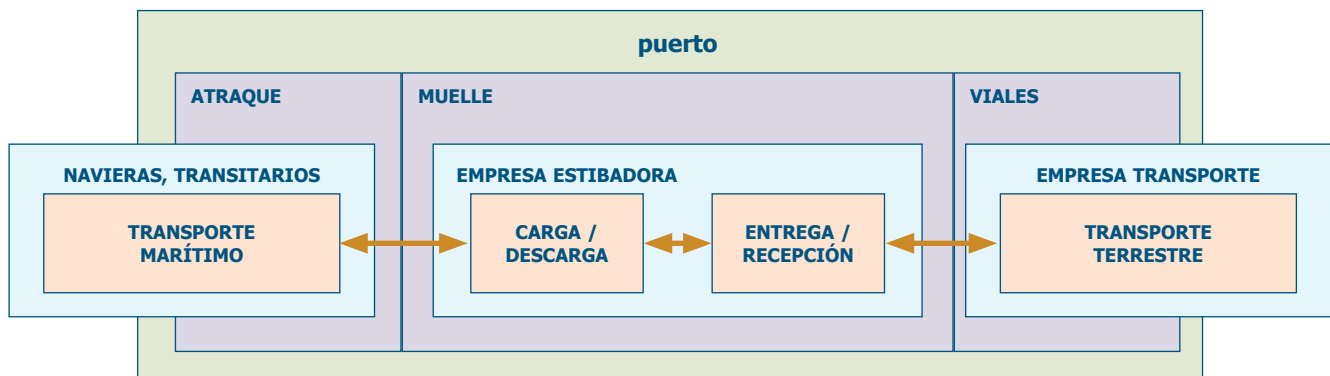 puerto
ATRAQUE
MUELLE
VIALES
NAVIERAS, TRANSITARIOS
EMPRESA ESTIBADORA
EMPRESA TRANSPORTE
TRANSPORTE
MARÍTIMO
CARGA /
DESCARGA
ENTREGA /
RECEPCIÓN
TRANSPORTE
TERRESTRE